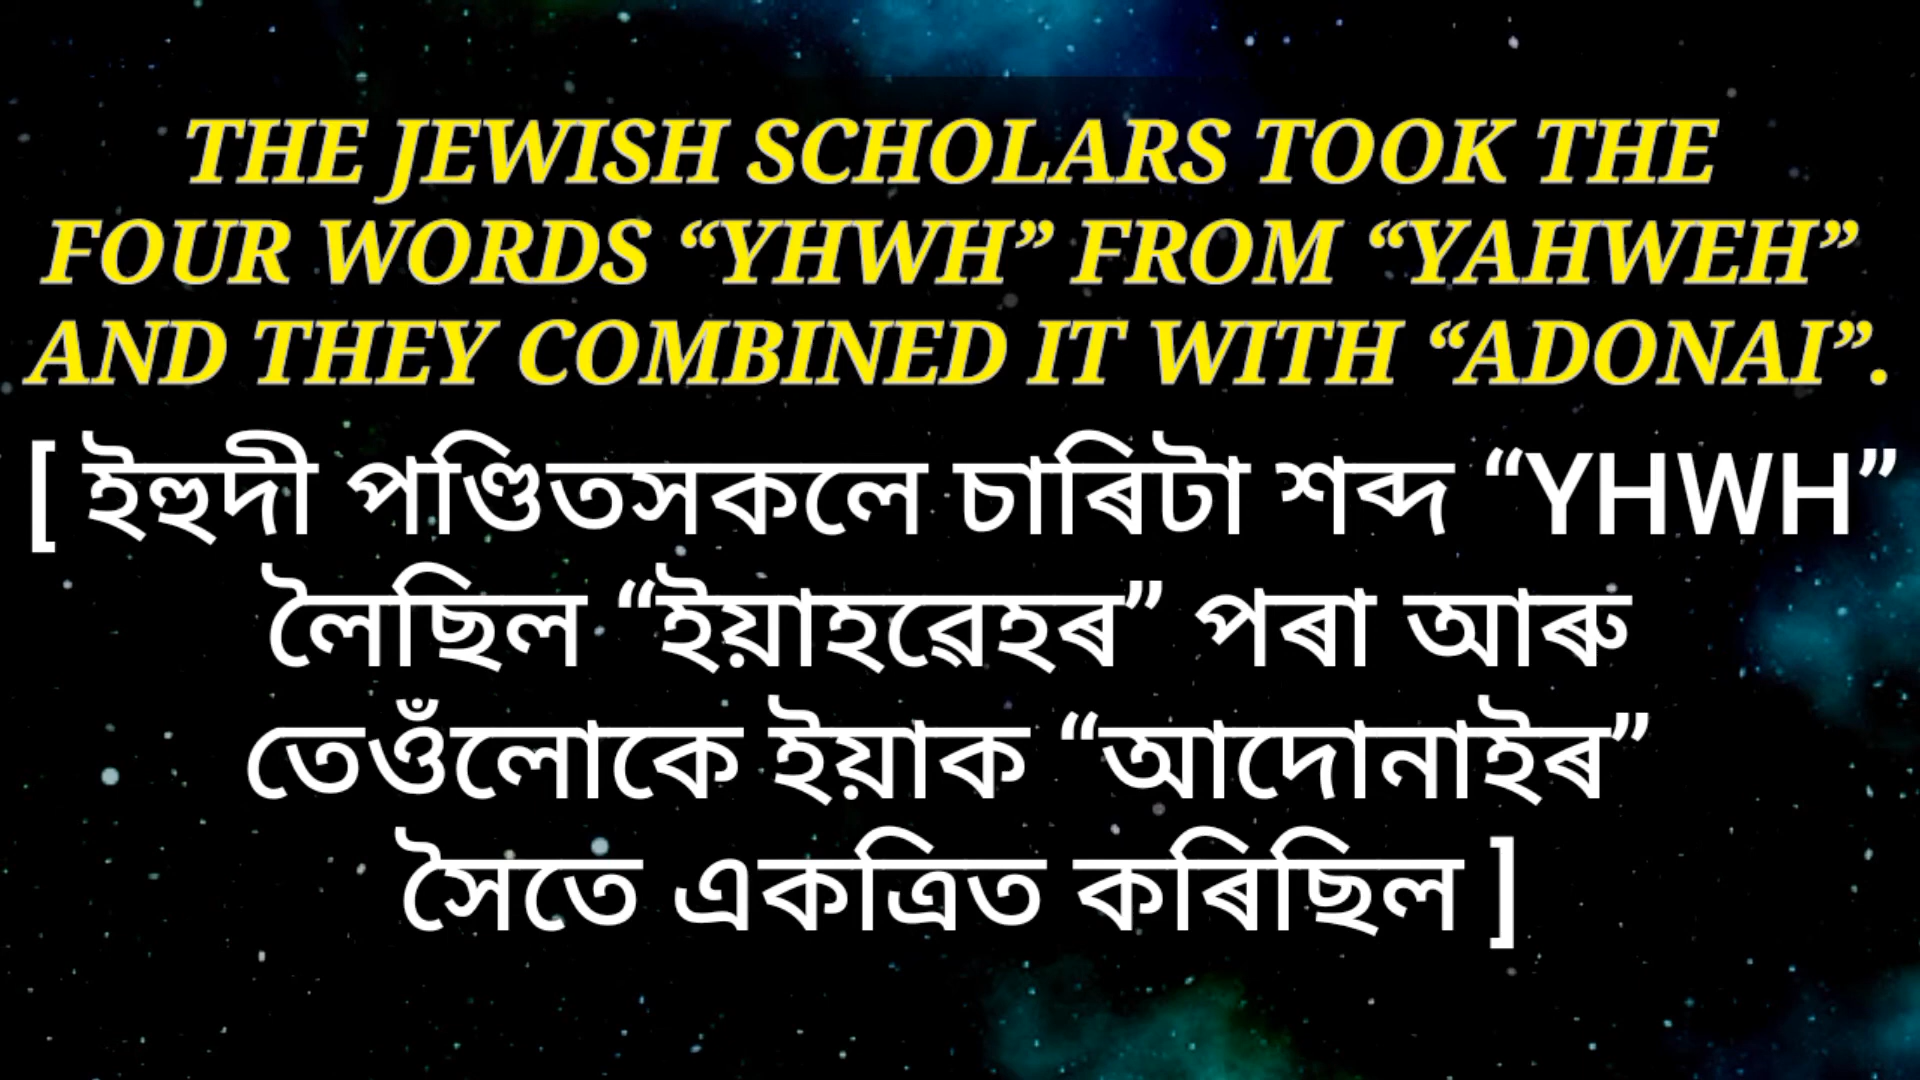 THE JEWISH SCHOLARS TOOK THE
FOUR WORDS “YHWH” FROM “YAHWEH”
AND THEY COMBINED IT WITH “ADONAI”.
[ ইহুদী পণ্ডিতসকলে চাৰিটা শব্দ “YHWH”
লৈছিল “ইয়াহৱেহৰ” পৰা আৰু
তেওঁলোকে ইয়াক “আদোনাইৰ”
সৈতে একত্ৰিত কৰিছিল ]